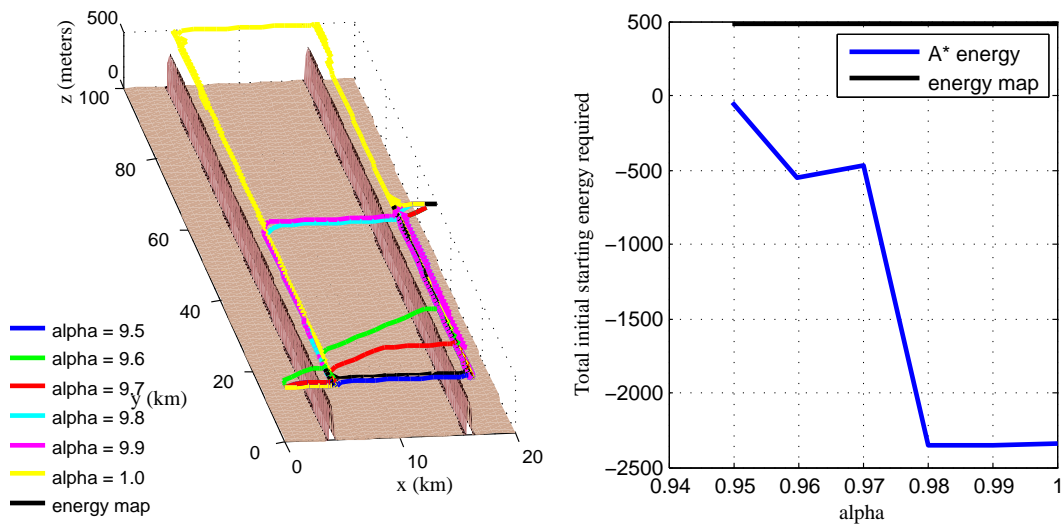 z (meters)
500
0
100
80
60
40
20
0
y (km)
0
10
20
x (km)
alpha = 9.5
alpha = 9.6
alpha = 9.7
alpha = 9.8
alpha = 9.9
alpha = 1.0
energy map
Total initial starting energy required
500
0
−500
−1000
−1500
−2000
−2500
0.94
0.95
0.96
0.97
0.98
0.99
1
alpha
A* energy
energy map